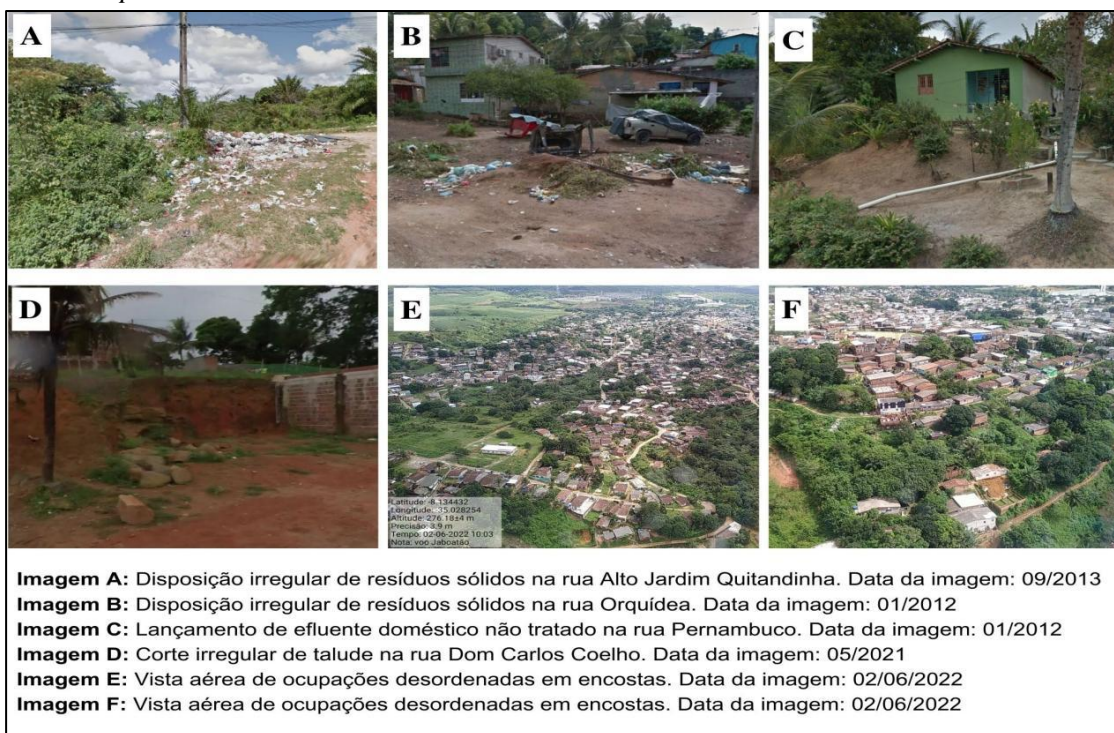 A
B
C
D
E
F
Latitude: -8.134432
Longitude: -35.028254
Altitude: 276.18±4 m
Precisão: 3.9 m
Tempo: 02-06-2022 10:03
Nota: voo Jaboatão
Imagem A: Disposição irregular de resíduos sólidos na rua Alto Jardim Quitandinha. Data da imagem: 09/2013
Imagem B: Disposição irregular de resíduos sólidos na rua Orquídea. Data da imagem: 01/2012
Imagem C: Lançamento de efluente doméstico não tratado na rua Pernambuco. Data da imagem: 01/2012
Imagem D: Corte irregular de talude na rua Dom Carlos Coelho. Data da imagem: 05/2021
Imagem E: Vista aérea de ocupações desordenadas em encostas. Data da imagem: 02/06/2022
Imagem F: Vista aérea de ocupações desordenadas em encostas. Data da imagem: 02/06/2022